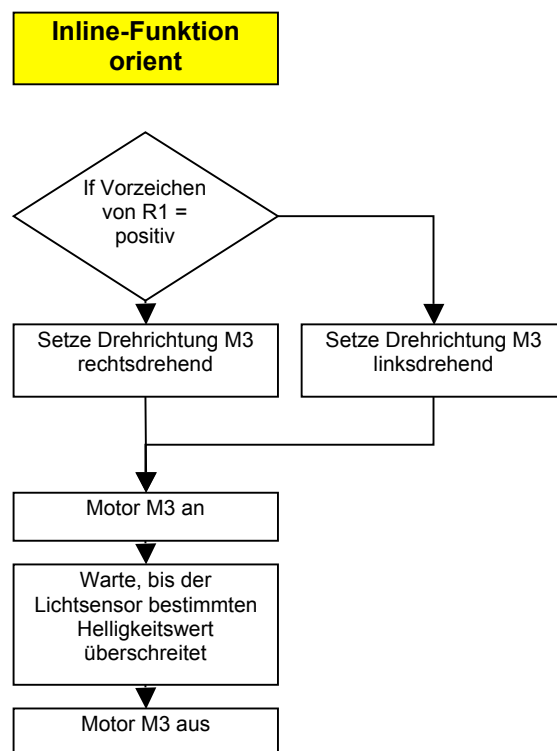 Inline-Funktion
orient
If Vorzeichen
von R1 =
positiv
Setze Drehrichtung M3
rechtsdrehend
Setze Drehrichtung M3
linksdrehend
Motor M3 an
Warte, bis der
Lichtsensor bestimmten
Helligkeitswert
überschreitet
Motor M3 aus